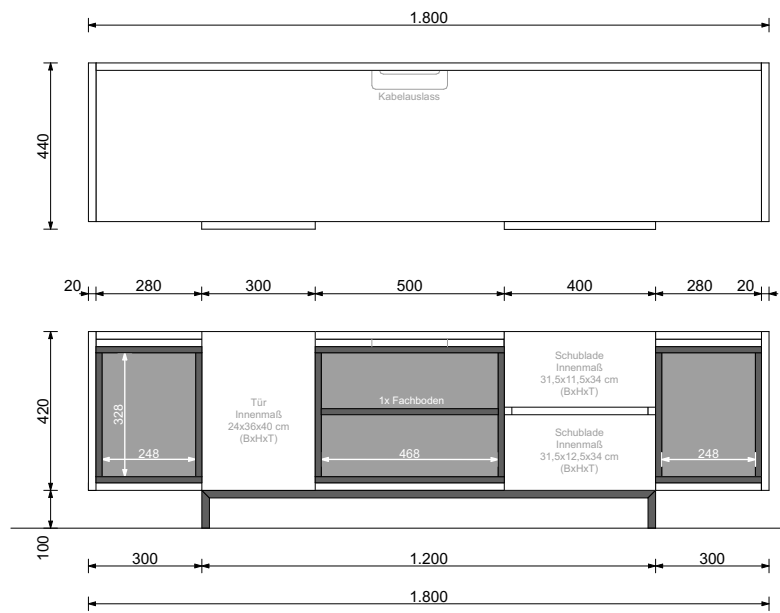 1.800
440
Kabelauslass
20
280
300
500
400
280
20
420
100
328
248
Tür
Innenmaß
24x36x40 cm
(BxHxT)
1x Fachboden
468
Schublade
Innenmaß
31,5x11,5x34 cm
(BxHxT)
Schublade
Innenmaß
31,5x12,5x34 cm
(BxHxT)
248
300
1.200
300
1.800